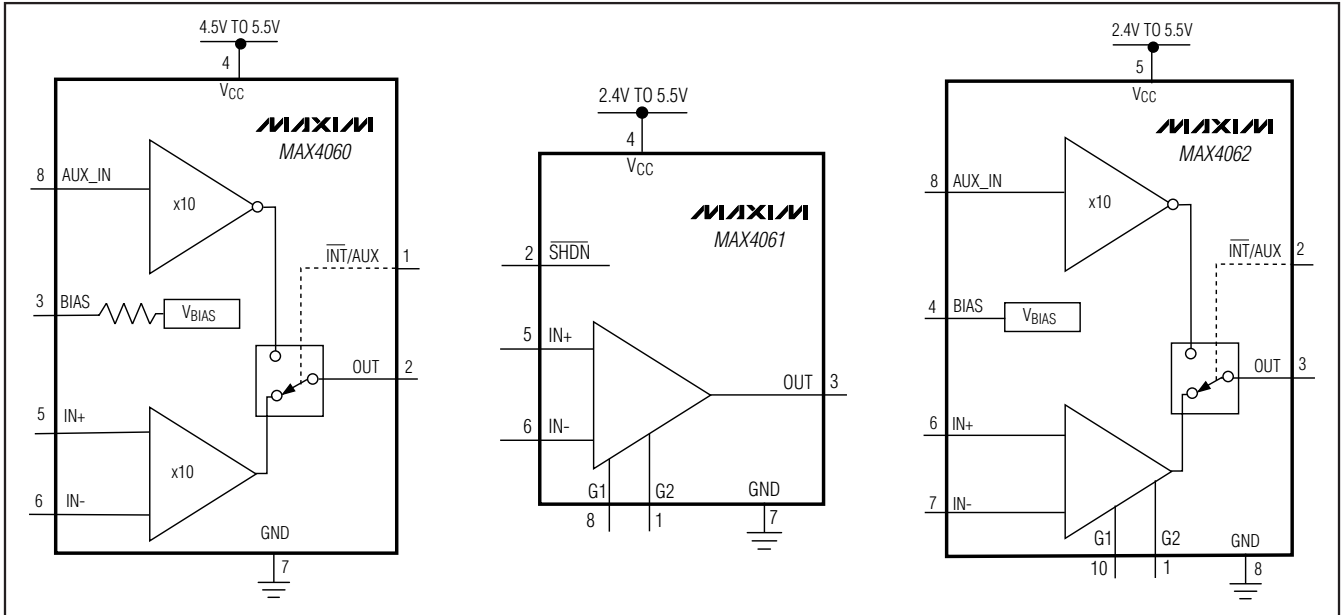 4.5V TO 5.5V
4
VCC
MAXIM
MAX4060
8 AUX_IN
x10
INT/AUX 1
3 BIAS
VBIAS
OUT 2
5 IN+
x10
6 IN-
GND
7
2.4V TO 5.5V
4
VCC
MAXIM
MAX4061
2 SHDN
5 IN+
OUT 3
6 IN-
G1 G2
GND
8 1
7
2.4V TO 5.5V
5
VCC
MAXIM
MAX4062
8 AUX_IN
x10
INT/AUX 2
4 BIAS
VBIAS
OUT 3
6 IN+
7 IN-
G1 G2
GND
10 1
8